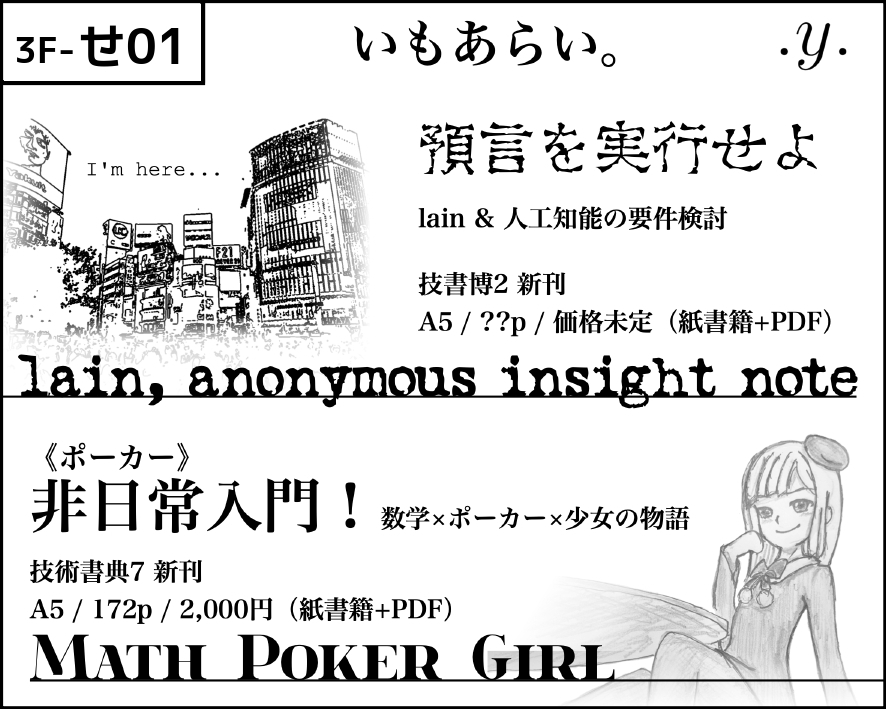 3F-せ01
いもあらい。
.y.
I'm here...
預言を実行せよ
lain & 人工知能の要件検討
技書博2 新刊
A5 / ??p / 価格未定（紙書籍+PDF）
F21
lain, anonymous insight note
《ポーカー》
非日常入門！ 数学×ポーカー×少女の物語
技術書典7 新刊
A5 / 172p / 2,000円（紙書籍+PDF）
MATH POKER GIRL